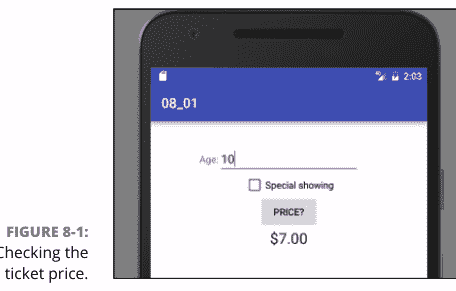 2:03
08_01
Age: 10
Special showing
PRICE?
$7.00
FIGURE 8-1:
Checking the
ticket price.